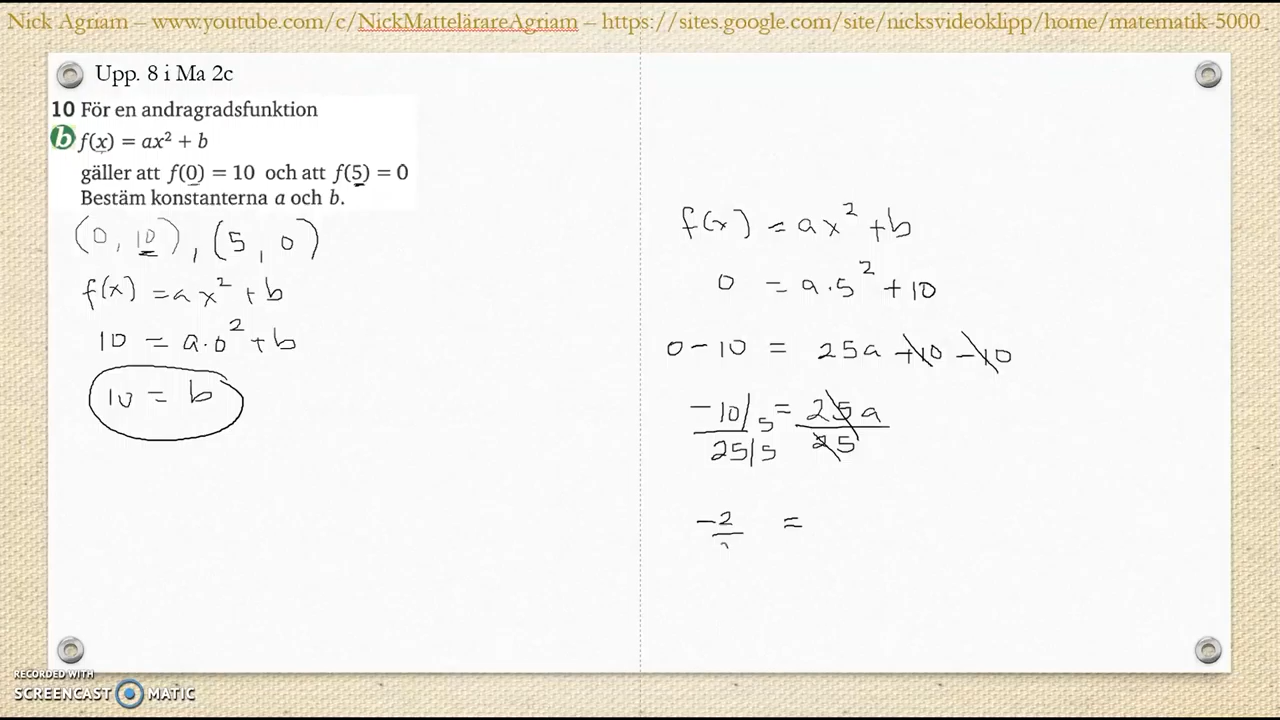 Nick Agriam – www.youtube.com/c/NickMattelärareAgriam – https://sites.google.com/site/nicksvideoklipp/home/matematik-5000
Upp. 8 i Ma 2c
10 För en andragradsfunktion
b f(x) = ax² + b
gäller att f(0) = 10 och att f(5) = 0
Bestäm konstanterna a och b.
(0, 10), (5, 0)
f(x) = ax² + b
10 = a·0² + b
10 = b
f(x) = ax² + b
0 = a·5² + 10
0 - 10 = 25a + 10 - 10
-10/5 = 25a
25/5 25
-2 =
RECORDED WITH
SCREENCAST MATIC